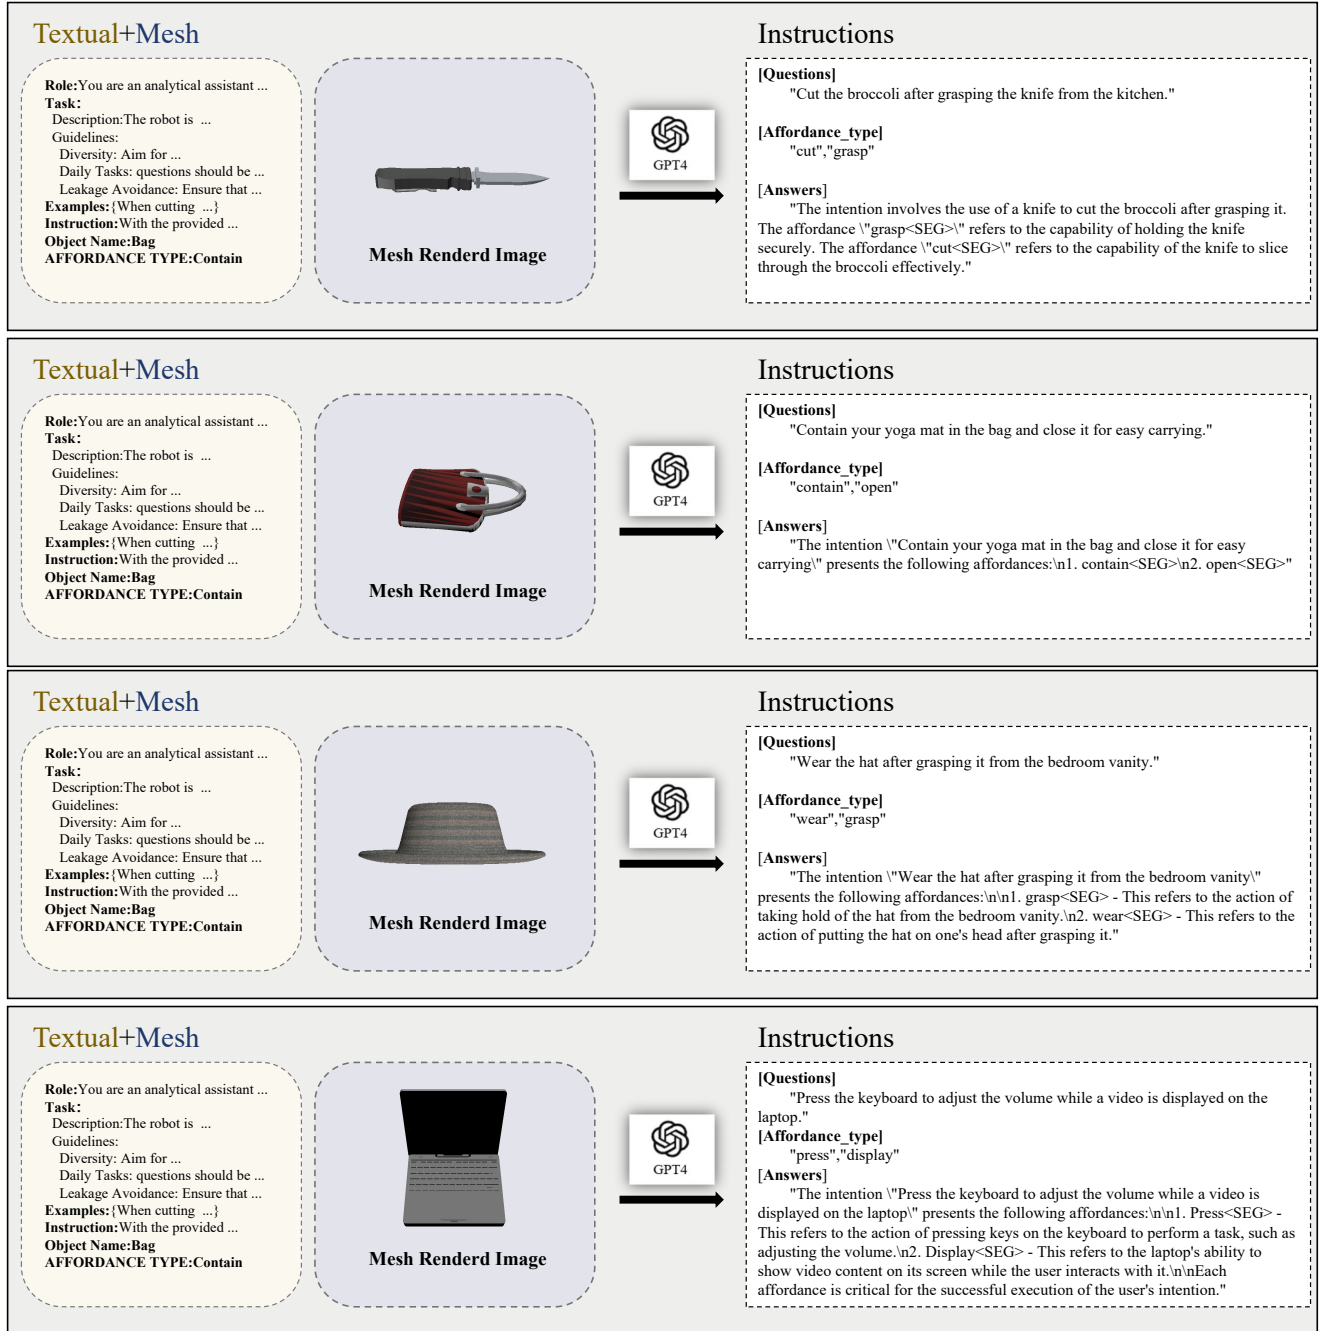 Textual+Mesh
Role:You are an analytical assistant ...
Task:
Description:The robot is ...
Guidelines:
Diversity: Aim for ...
Daily Tasks: questions should be ...
Leakage Avoidance: Ensure that ...
Examples:{When cutting ...}
Instruction:With the provided ...
Object Name:Bag
AFFORDANCE TYPE:Contain
Mesh Renderd Image
GPT4
Instructions
[Questions]
"Cut the broccoli after grasping the knife from the kitchen."
[Affordance_type]
"cut","grasp"
[Answers]
"The intention involves the use of a knife to cut the broccoli after grasping it.
The affordance \"grasp<SEG>\" refers to the capability of holding the knife
securely. The affordance \"cut<SEG>\" refers to the capability of the knife to slice
through the broccoli effectively."
Textual+Mesh
Role:You are an analytical assistant ...
Task:
Description:The robot is ...
Guidelines:
Diversity: Aim for ...
Daily Tasks: questions should be ...
Leakage Avoidance: Ensure that ...
Examples:{When cutting ...}
Instruction:With the provided ...
Object Name:Bag
AFFORDANCE TYPE:Contain
Mesh Renderd Image
GPT4
Instructions
[Questions]
"Contain your yoga mat in the bag and close it for easy carrying."
[Affordance_type]
"contain","open"
[Answers]
"The intention \"Contain your yoga mat in the bag and close it for easy
carrying\" presents the following affordances:\n1. contain<SEG>\n2. open<SEG>"
Textual+Mesh
Role:You are an analytical assistant ...
Task:
Description:The robot is ...
Guidelines:
Diversity: Aim for ...
Daily Tasks: questions should be ...
Leakage Avoidance: Ensure that ...
Examples:{When cutting ...}
Instruction:With the provided ...
Object Name:Bag
AFFORDANCE TYPE:Contain
Mesh Renderd Image
GPT4
Instructions
[Questions]
"Wear the hat after grasping it from the bedroom vanity."
[Affordance_type]
"wear","grasp"
[Answers]
"The intention \"Wear the hat after grasping it from the bedroom vanity\"
presents the following affordances:\n\n1. grasp<SEG> - This refers to the action of
taking hold of the hat from the bedroom vanity.\n2. wear<SEG> - This refers to the
action of putting the hat on one's head after grasping it."
Textual+Mesh
Role:You are an analytical assistant ...
Task:
Description:The robot is ...
Guidelines:
Diversity: Aim for ...
Daily Tasks: questions should be ...
Leakage Avoidance: Ensure that ...
Examples:{When cutting ...}
Instruction:With the provided ...
Object Name:Bag
AFFORDANCE TYPE:Contain
Mesh Renderd Image
GPT4
Instructions
[Questions]
"Press the keyboard to adjust the volume while a video is displayed on the
laptop."
[Affordance_type]
"press","display"
[Answers]
"The intention \"Press the keyboard to adjust the volume while a video is
displayed on the laptop\" presents the following affordances:\n\n1. Press<SEG> -
This refers to the action of pressing keys on the keyboard to perform a task, such as
adjusting the volume.\n2. Display<SEG> - This refers to the laptop's ability to
show video content on its screen while the user interacts with it.\n\nEach
affordance is critical for the successful execution of the user's intention."